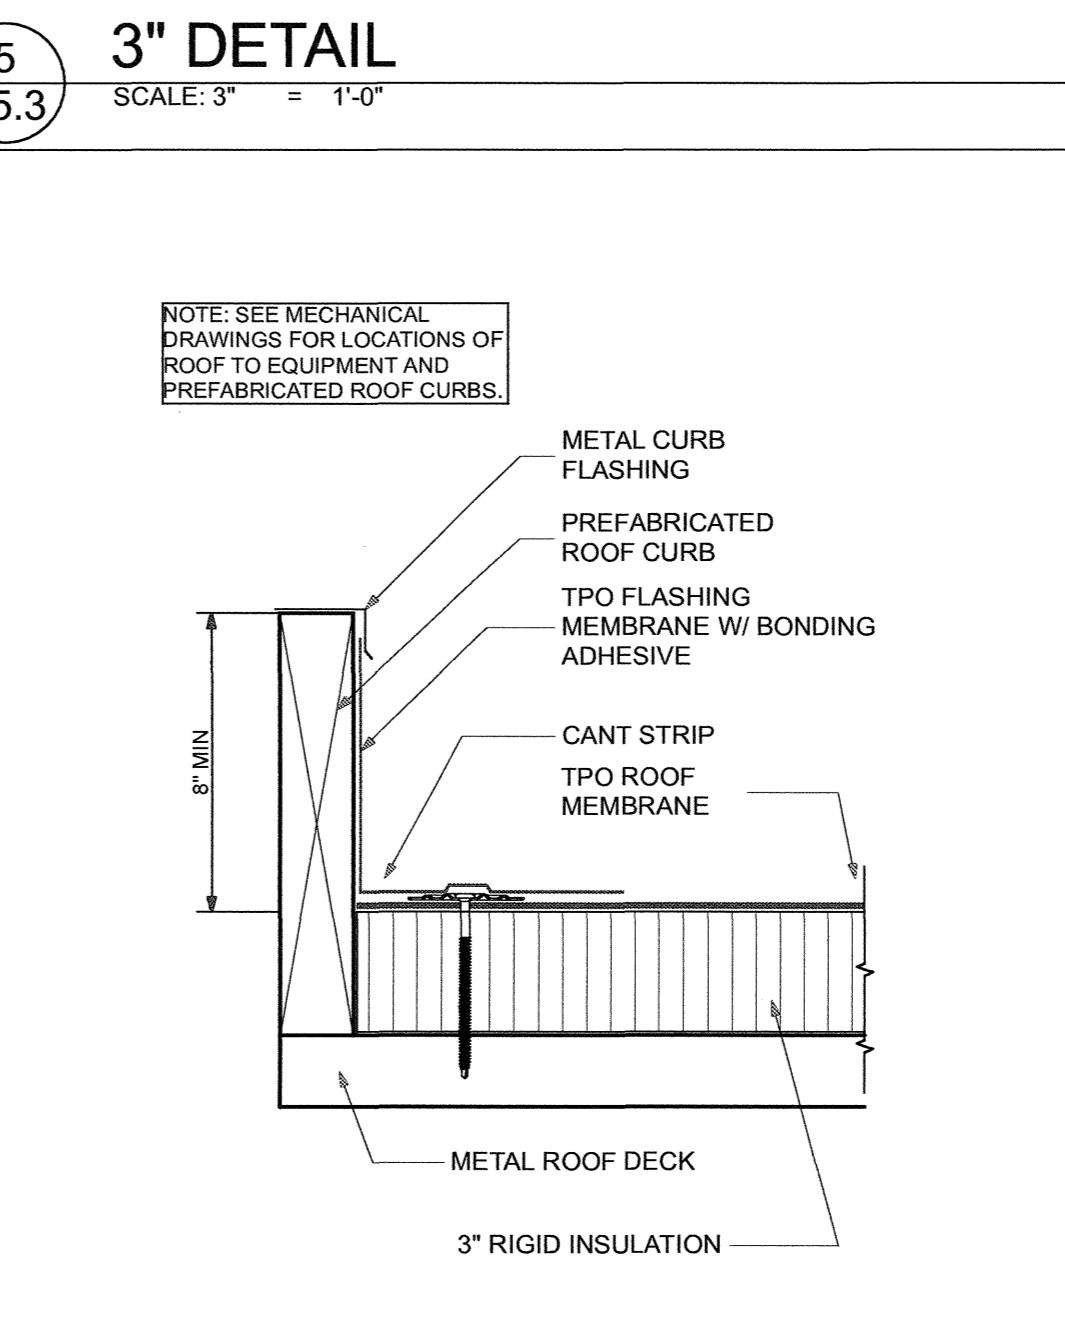 5
5.3
3" DETAIL
SCALE: 3" = 1'-0"
NOTE: SEE MECHANICAL
DRAWINGS FOR LOCATIONS OF
ROOF TO EQUIPMENT AND
PREFABRICATED ROOF CURBS.
METAL CURB
FLASHING
PREFABRICATED
ROOF CURB
TPO FLASHING
MEMBRANE W/ BONDING
ADHESIVE
CANT STRIP
TPO ROOF
MEMBRANE
8" MIN
METAL ROOF DECK
3" RIGID INSULATION